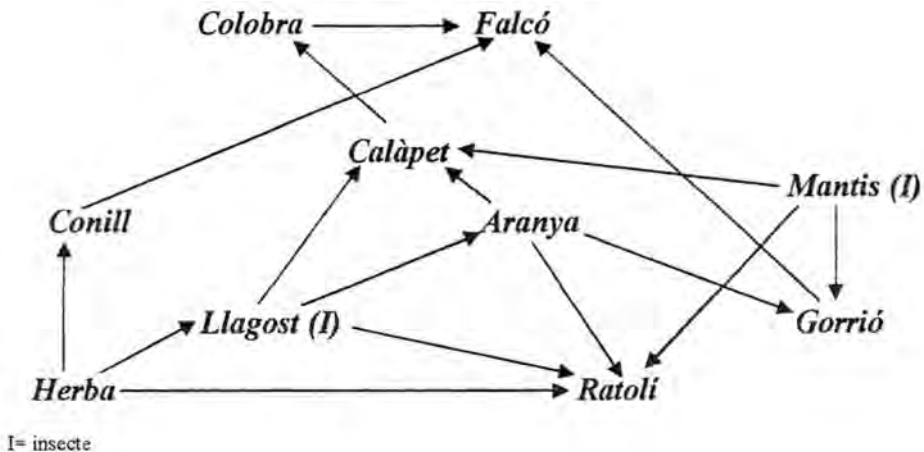 Colobra Falcó
Calàpet
Mantis (I)
Conill Aranya
Llagost (I) Gorrió
Herba Ratolí
I= insecte